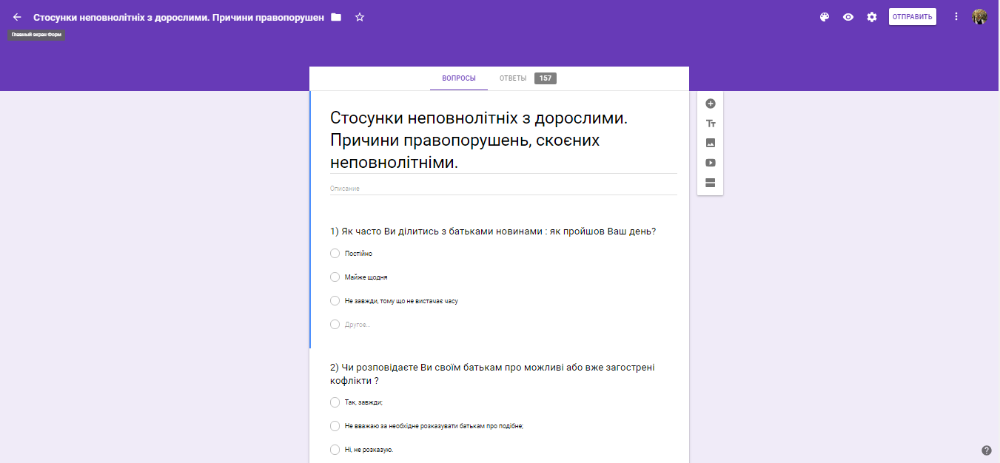 Стосунки неповнолітніх з дорослими. Причини правопорушен
ОТПРАВИТЬ
Главный экран Форм
ВОПРОСЫ
ОТВЕТЫ 157
Стосунки неповнолітніх з дорослими.
Причини правопорушень, скоєних
неповнолітніми.
Описание
1) Як часто Ви ділитись з батьками новинами : як пройшов Ваш день?
Постійно
Майже щодня
Не завжди, тому що не вистачає часу
Другое...
2) Чи розповідаєте Ви своїм батькам про можливі або вже загострені
кофлікти ?
Так, завжди;
Не вважаю за необхідне розказувати батькам про подібне;
Ні, не розказую.